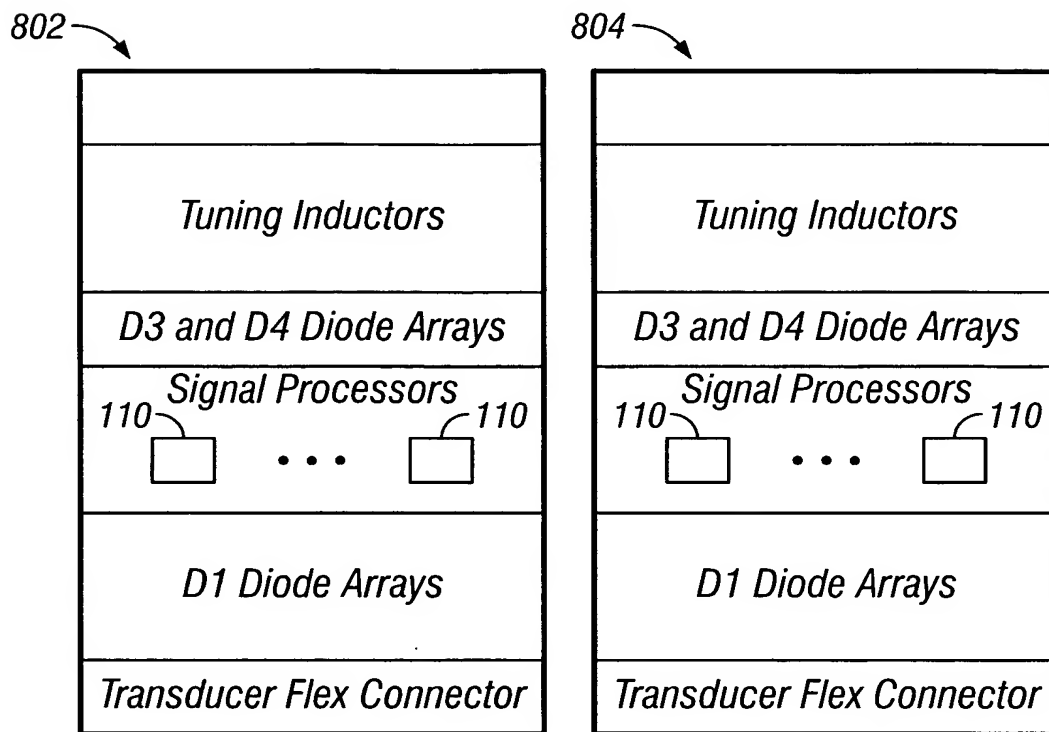 802
804
Tuning Inductors
Tuning Inductors
D3 and D4 Diode Arrays
D3 and D4 Diode Arrays
Signal Processors
Signal Processors
110
110
110
110
• • •
• • •
D1 Diode Arrays
D1 Diode Arrays
Transducer Flex Connector
Transducer Flex Connector